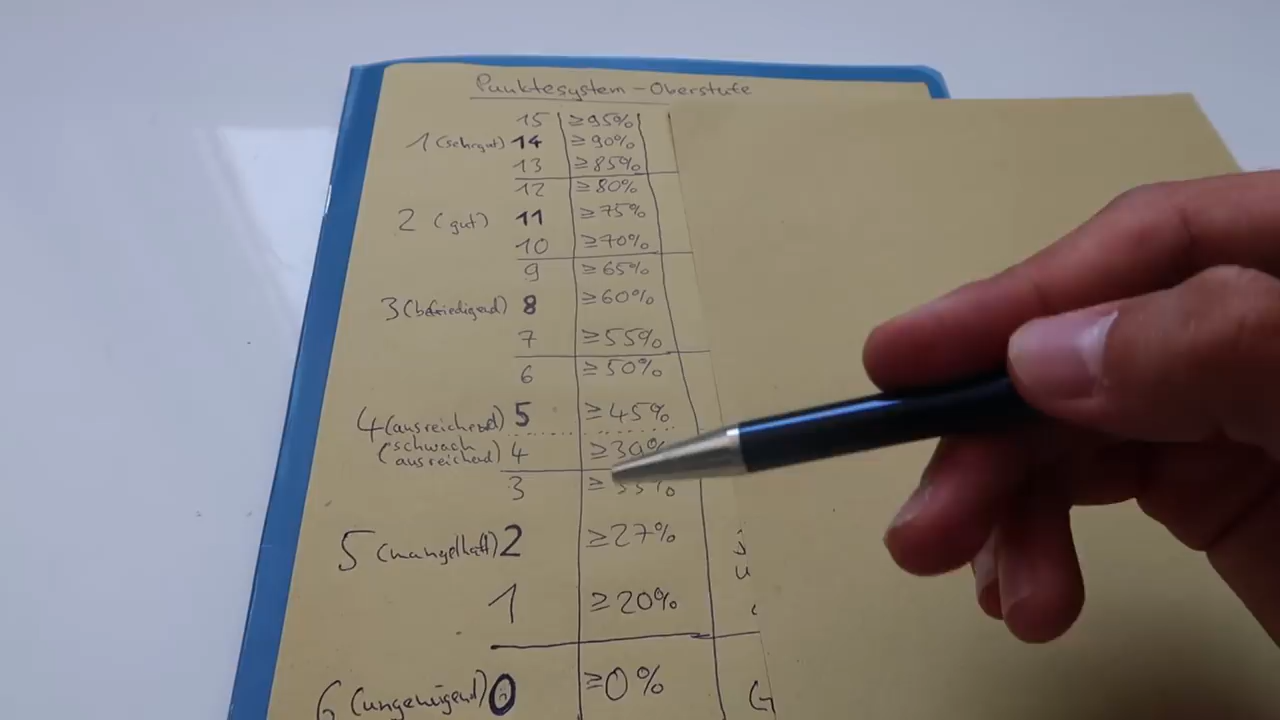 Punktesystem - Oberstufe
15 ≥95%
1 (sehr gut) 14 ≥90%
13 ≥85%
12 ≥80%
2 (gut) 11 ≥75%
10 ≥70%
9 ≥65%
3 (befriedigend) 8 ≥60%
7 ≥55%
6 ≥50%
4 (ausreichend) 5 ≥45%
(schwach ausreichend) 4
3
5 (mangelhaft) 2 ≥27%
1 ≥20%
6 (ungenügend) 0 ≥0%